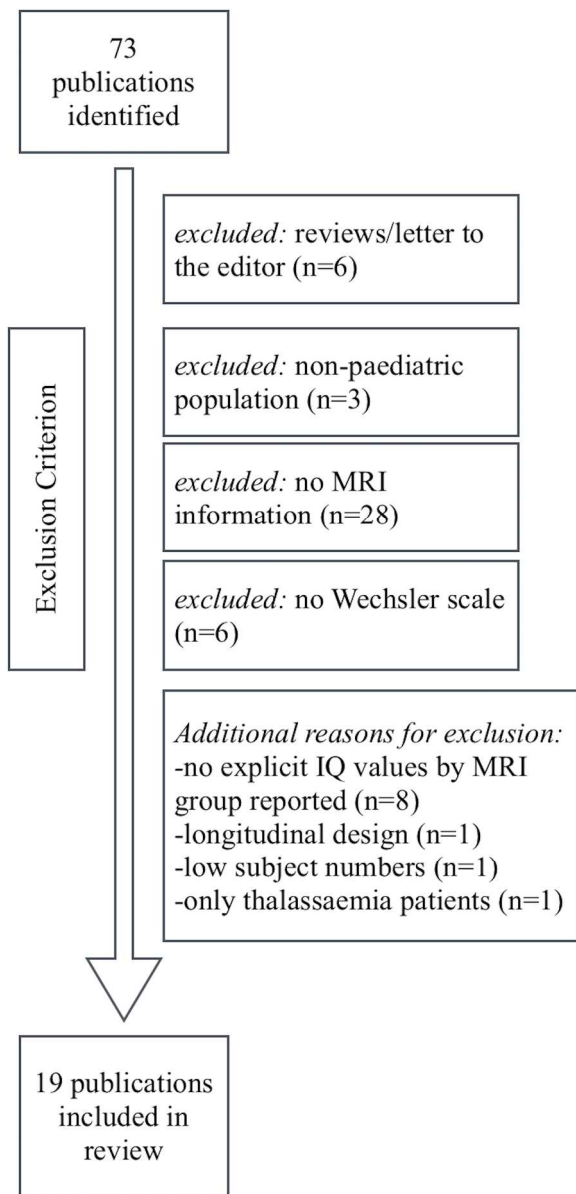 73
publications
identified
excluded: reviews/letter to
the editor (n=6)
Exclusion Criterion
excluded: non-paediatric
population (n=3)
excluded: no MRI
information (n=28)
excluded: no Wechsler scale
(n=6)
Additional reasons for exclusion:
-no explicit IQ values by MRI
group reported (n=8)
-longitudinal design (n=1)
-low subject numbers (n=1)
-only thalassaemia patients (n=1)
19 publications
included in
review